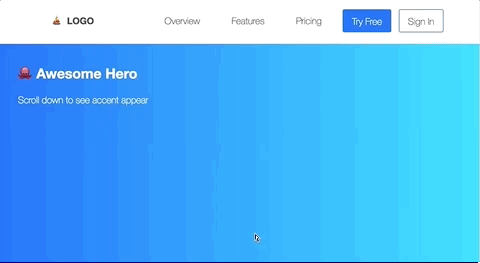 LOGO Overview Features Pricing Try Free Sign In
Awesome Hero
Scroll down to see accent appear